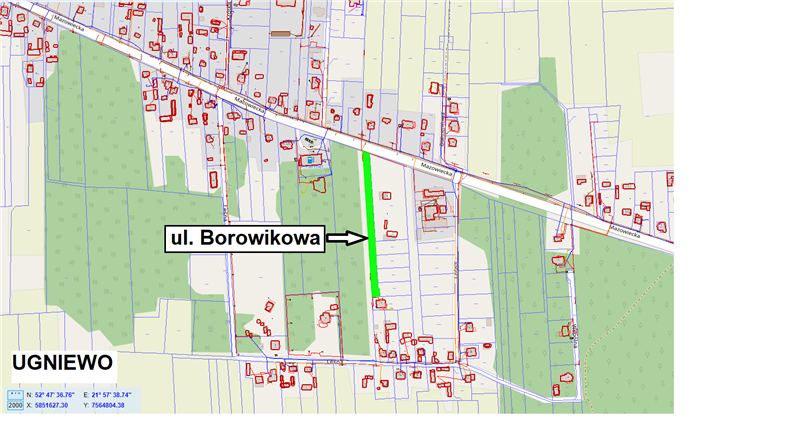 Mazowiecka
Mazowiecka
Mazowiecka
Mazowiecka
ul. Borowikowa
Leśna
UGNIEWO
N: 52° 47' 36.76" E: 21° 57' 38.74"
2000 X: 5851627.30 Y: 7564804.38